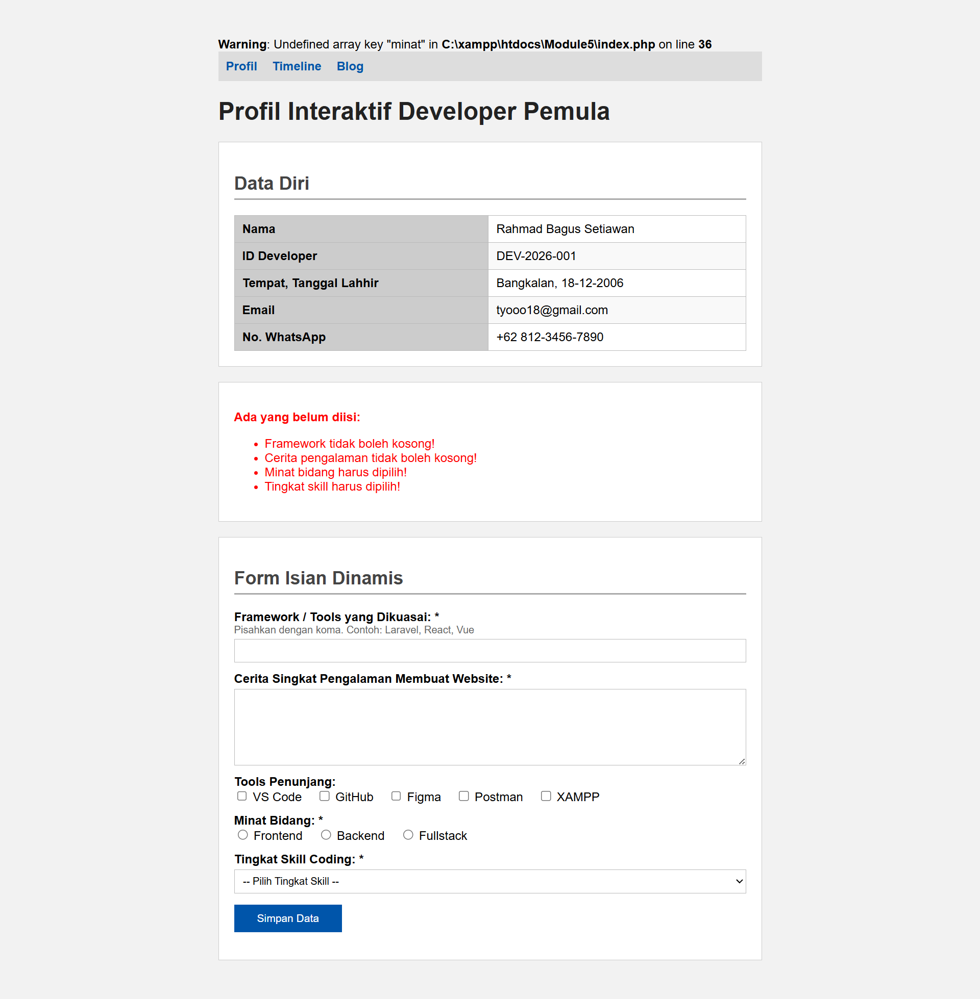 Warning: Undefined array key "minat" in C:\xampp\htdocs\Module5\index.php on line 36
Profil Timeline Blog
Profil Interaktif Developer Pemula
Data Diri
Nama Rahmad Bagus Setiawan
ID Developer DEV-2026-001
Tempat, Tanggal Lahhir Bangkalan, 18-12-2006
Email tyooo18@gmail.com
No. WhatsApp +62 812-3456-7890
Ada yang belum diisi:
• Framework tidak boleh kosong!
• Cerita pengalaman tidak boleh kosong!
• Minat bidang harus dipilih!
• Tingkat skill harus dipilih!
Form Isian Dinamis
Framework / Tools yang Dikuasai: *
Pisahkan dengan koma. Contoh: Laravel, React, Vue
Cerita Singkat Pengalaman Membuat Website: *
Tools Penunjang:
VS Code GitHub Figma Postman XAMPP
Minat Bidang: *
Frontend Backend Fullstack
Tingkat Skill Coding: *
-- Pilih Tingkat Skill --
Simpan Data